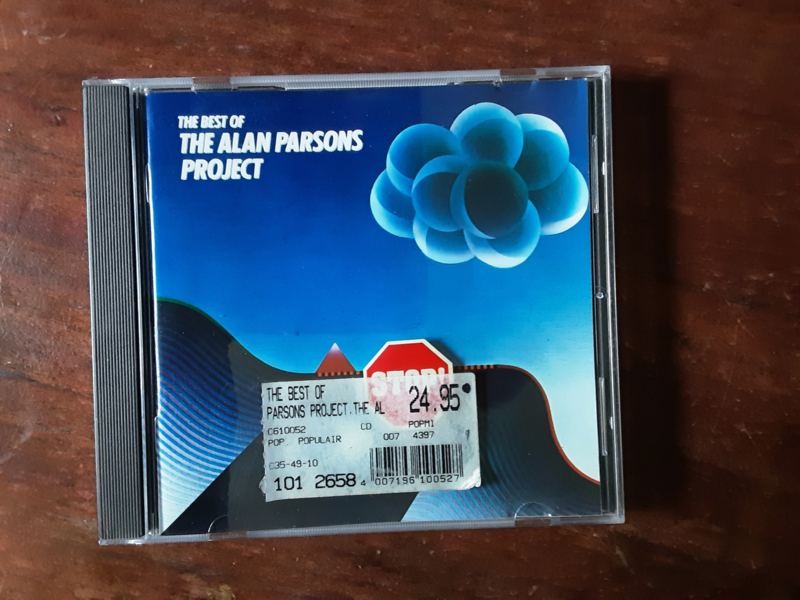 THE BEST OF
THE ALAN PARSONS
PROJECT
STOP!
THE BEST OF
PARSONS PROJECT.THE AL 24.95
C610052 CD POPMI
POP, POPULAIR 007 4397
C35-49-10
101 2658
4 007196 100527